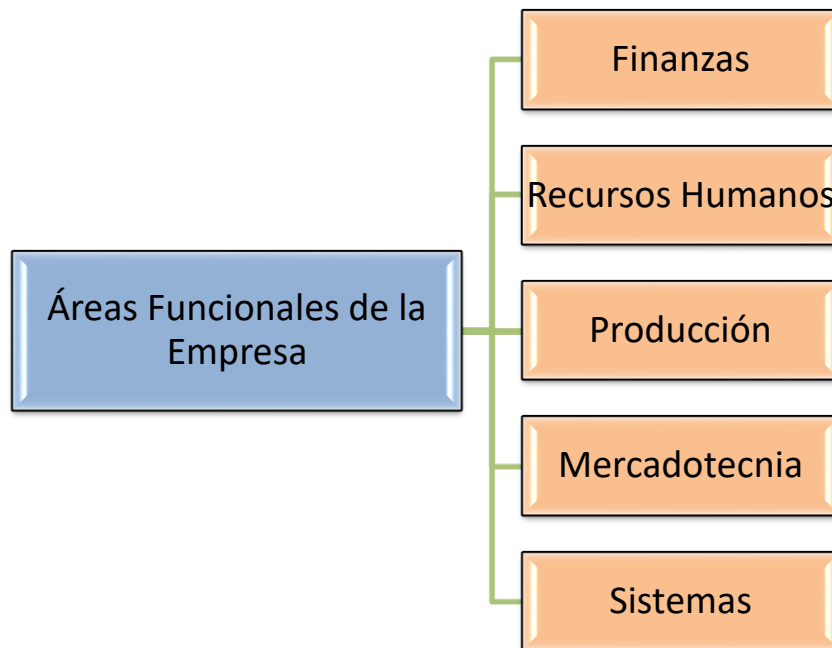 Finanzas
Recursos Humanos
Áreas Funcionales de la
Empresa
Producción
Mercadotecnia
Sistemas